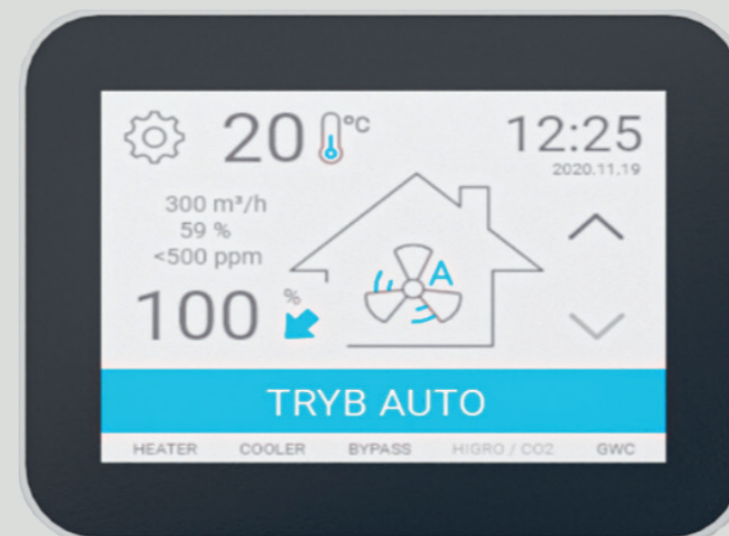 20 °C
12:25
2020.11.19
300 m³/h
59 %
<500 ppm
A
100 %
TRYB AUTO
HEATER COOLER BYPASS HIGRO / CO2 GWC